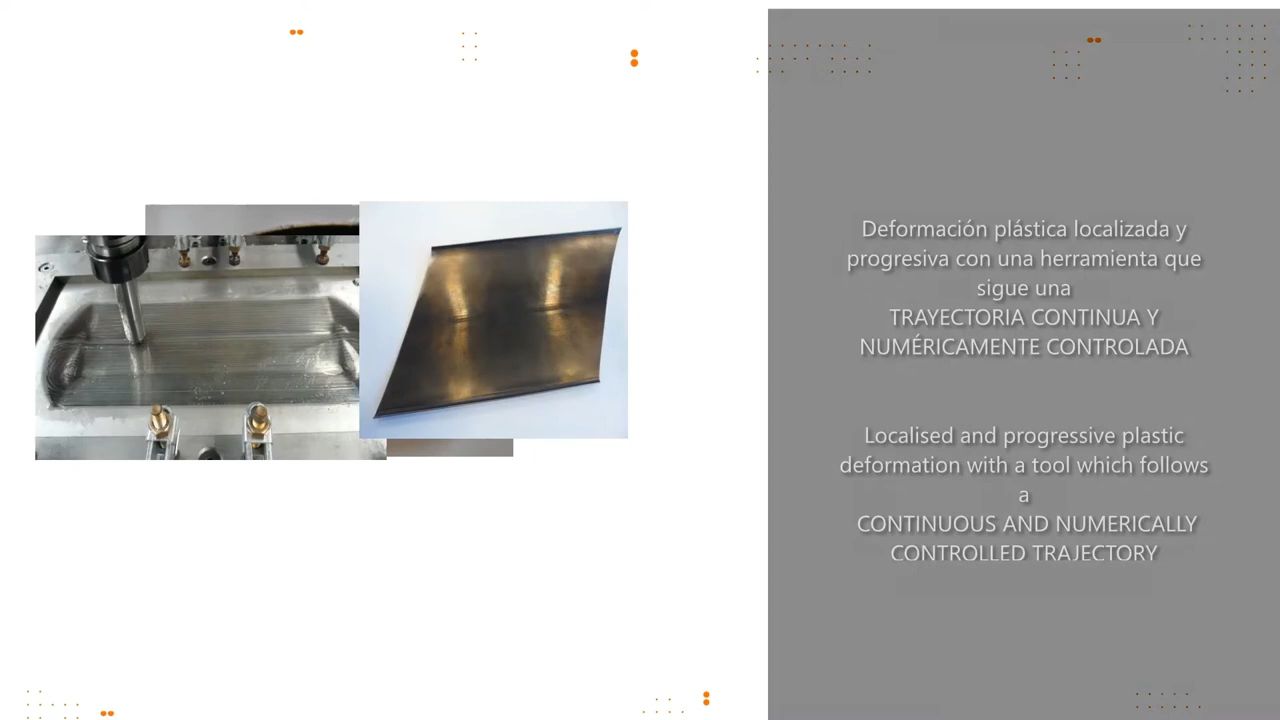 Deformación plástica localizada y
progresiva con una herramienta que
sigue una
TRAYECTORIA CONTINUA Y
NUMÉRICAMENTE CONTROLADA
Localised and progressive plastic
deformation with a tool which follows
a
CONTINUOUS AND NUMERICALLY
CONTROLLED TRAJECTORY